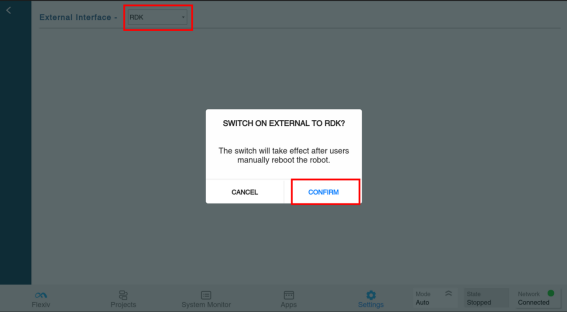 External Interface - RDK
SWITCH ON EXTERNAL TO RDK?
The switch will take effect after users
manually reboot the robot.
CANCEL CONFIRM
Plexis Projects System Monitor Apps Settings
Mode State Network
Auto Stopped Connected